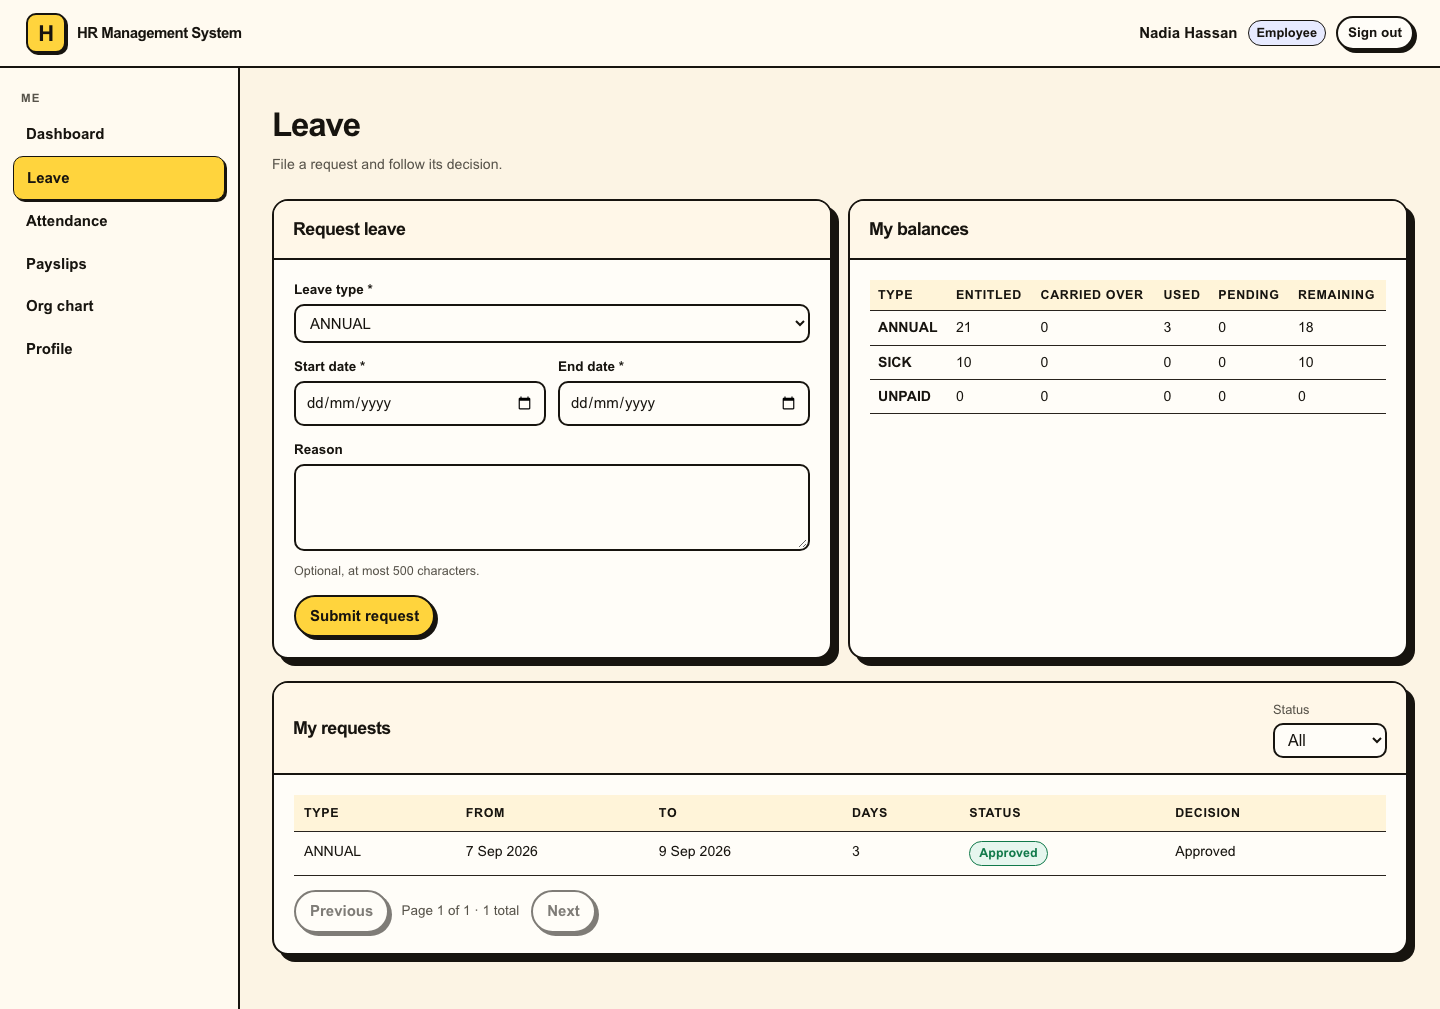 H
HR Management System
Nadia Hassan
Employee
Sign out
ME
Dashboard
Leave
Attendance
Payslips
Org chart
Profile
Leave
File a request and follow its decision.
Request leave
Leave type *
ANNUAL
Start date *
End date *
dd/mm/yyyy
dd/mm/yyyy
Reason
Optional, at most 500 characters.
Submit request
My balances
TYPE ENTITLED CARRIED OVER USED PENDING REMAINING
ANNUAL 21 0 3 0 18
SICK 10 0 0 0 10
UNPAID 0 0 0 0 0
My requests
Status
All
TYPE FROM TO DAYS STATUS DECISION
ANNUAL 7 Sep 2026 9 Sep 2026 3 Approved Approved
Previous Page 1 of 1 · 1 total Next